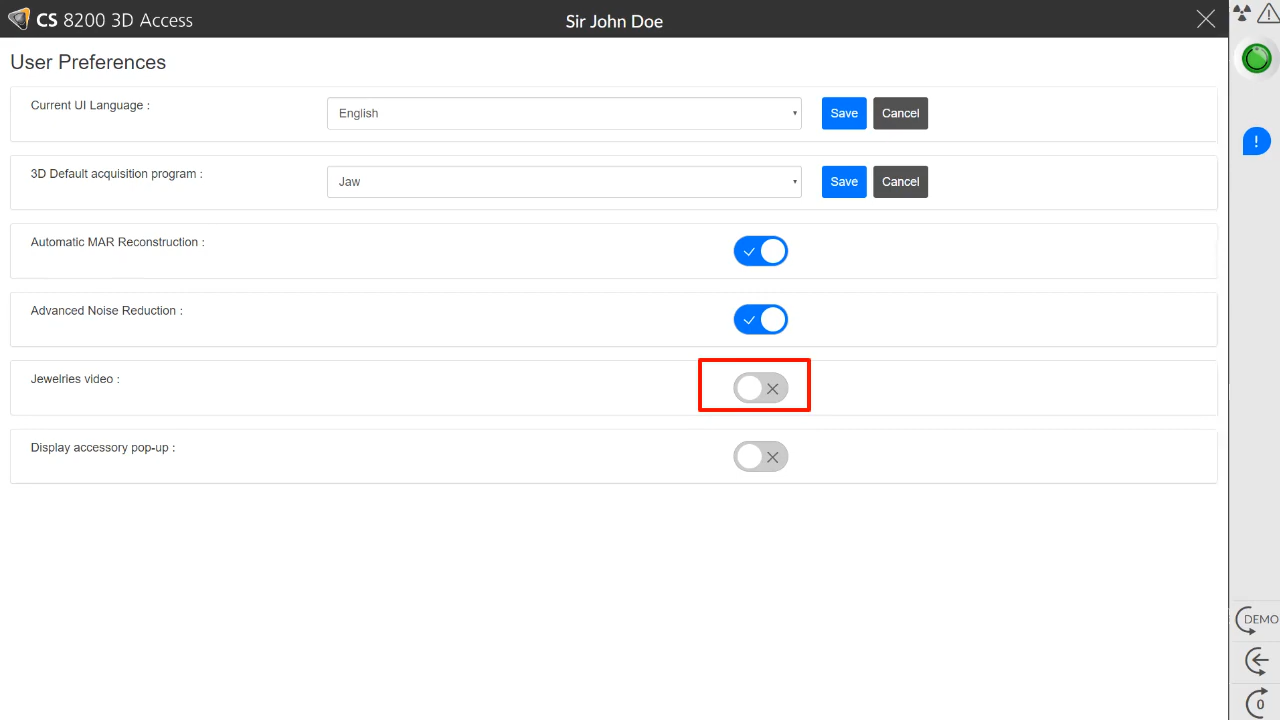 CS 8200 3D Access
Sir John Doe
User Preferences
Current UI Language :
English
Save
Cancel
3D Default acquisition program :
Jaw
Save
Cancel
Automatic MAR Reconstruction :
Advanced Noise Reduction :
Jewelries video :
Display accessory pop-up :
!
DEMO
0